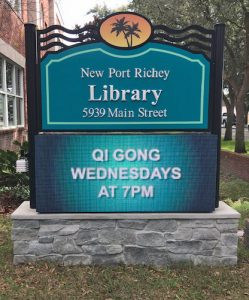 New Port Richey
Library
5939 Main Street
QI GONG
WEDNESDAYS
AT 7PM